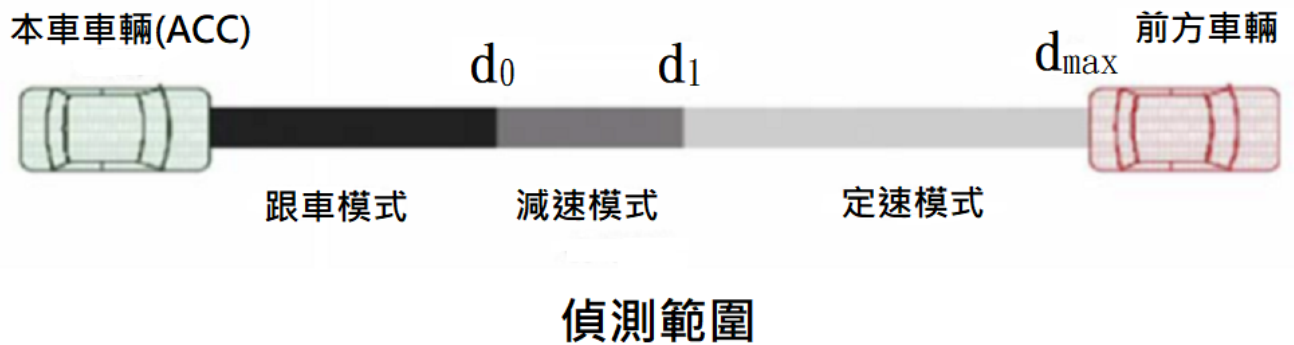 本車車輛(ACC)
前方車輛
d0
d1
dmax
跟車模式
減速模式
定速模式
偵測範圍